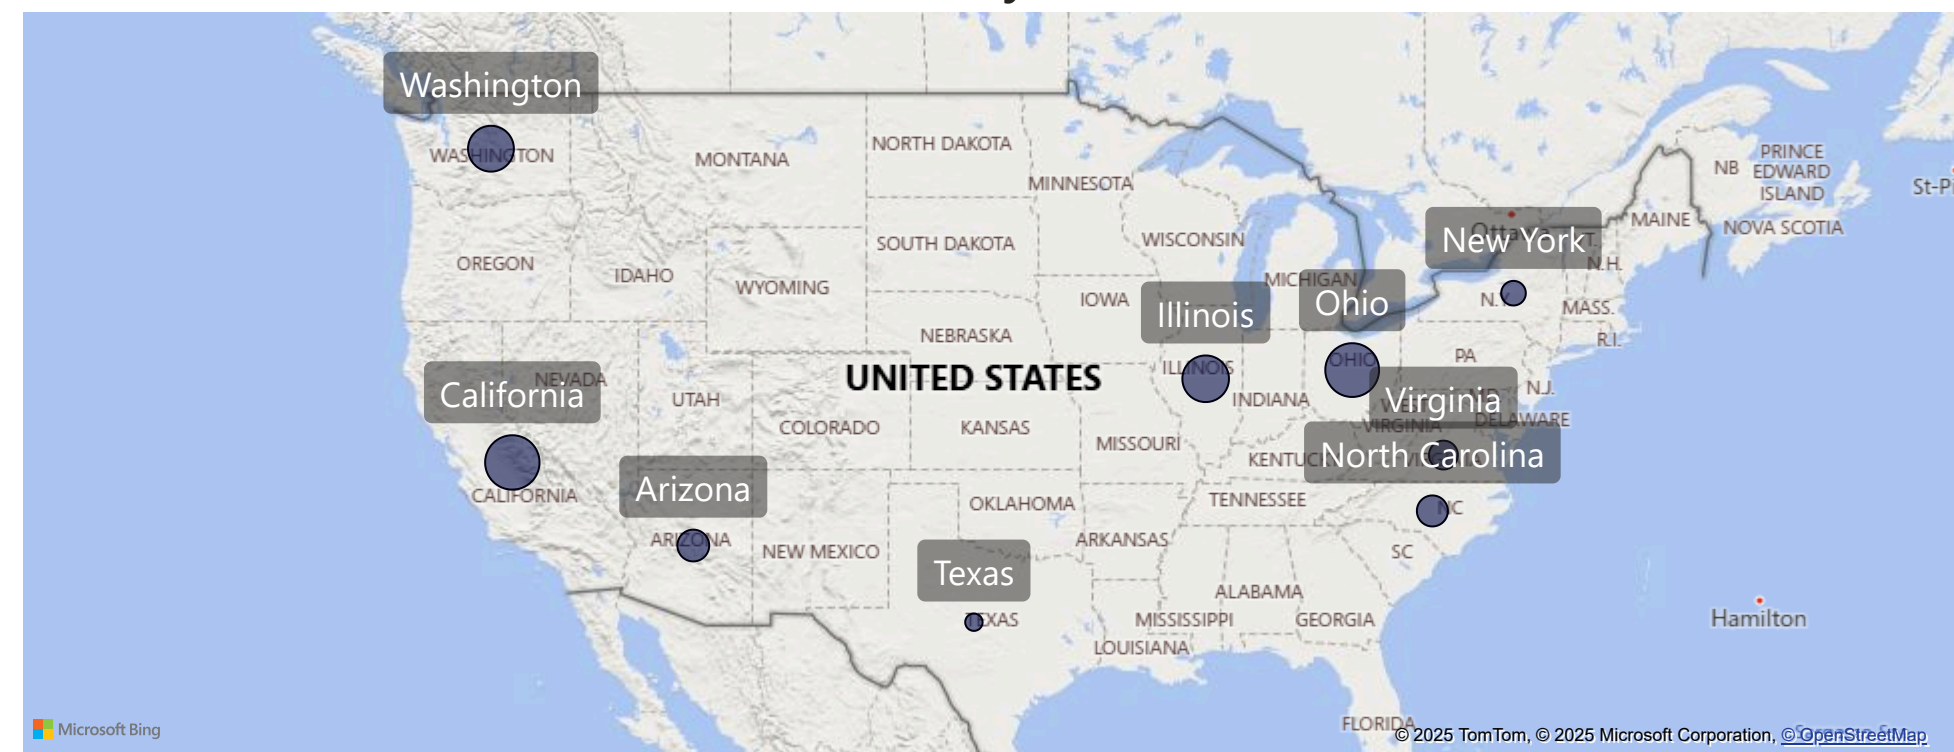 Washington
WASHINGTON
MONTANA
NORTH DAKOTA
MINNESOTA
NB
PRINCE
EDWARD
ISLAND
St-Pi
OREGON
IDAHO
WYOMING
SOUTH DAKOTA
WISCONSIN
MICHIGAN
Ottawa
New York
N.H.
MAINE
NOVA SCOTIA
IOWA
Illinois
Ohio
MASS.
R.I.
NEBRASKA
NEVADA
California
UTAH
UNITED STATES
ILLINOIS
OHIO
PA
N.J.
COLORADO
KANSAS
MISSOURI
INDIANA
Virginia
VIRGINIA
DELAWARE
North Carolina
CALIFORNIA
Arizona
OKLAHOMA
TENNESSEE
NC
ARIZONA
NEW MEXICO
Texas
ARKANSAS
SC
TEXAS
ALABAMA
MISSISSIPPI
GEORGIA
LOUISIANA
Hamilton
FLORIDA
Microsoft Bing
© 2025 TomTom, © 2025 Microsoft Corporation, © OpenStreetMap